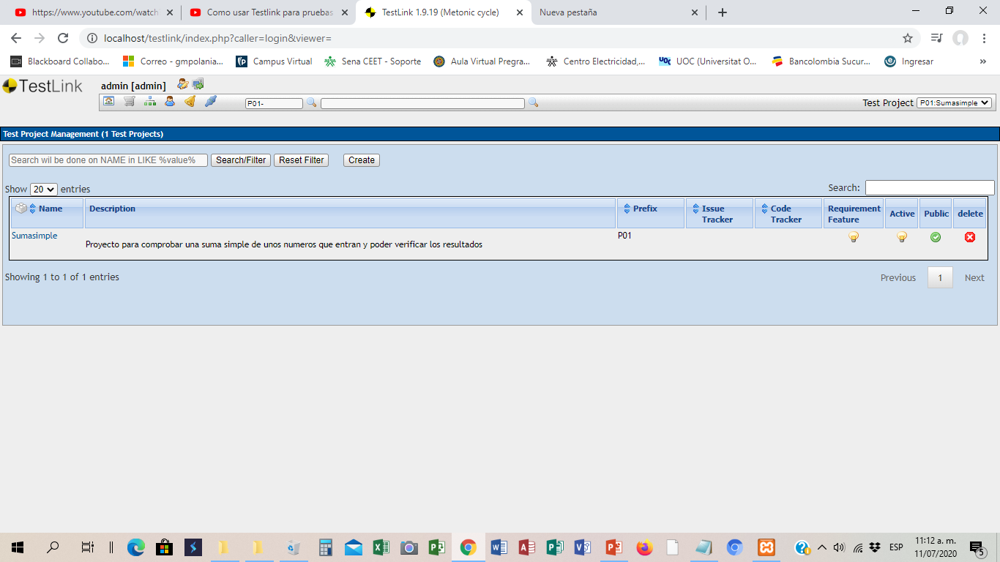 https://www.youtube.com/watch
Como usar Testlink para pruebas
TestLink 1.9.19 (Metonic cycle)
Nueva pestaña
localhost/testlink/index.php?caller=login&viewer=
Blackboard Collabo...
Correo - gmpolania...
Campus Virtual
Sena CEET - Soporte
Aula Virtual Pregra...
Centro Electricidad,...
UOC (Universitat O...
Bancolombia Sucur...
Ingresar
»
TestLink
admin [admin]
P01-
Test Project P01:Sumasimple
Test Project Management (1 Test Projects)
Search wil be done on NAME in LIKE %value% Search/Filter Reset Filter Create
Show 20 entries
Search:
Name Description Prefix Issue Tracker Code Tracker Requirement Feature Active Public delete
Sumasimple P01
Proyecto para comprobar una suma simple de unos numeros que entran y poder verificar los resultados
Showing 1 to 1 of 1 entries
Previous 1 Next
ESP
11:12 a. m.
11/07/2020
5